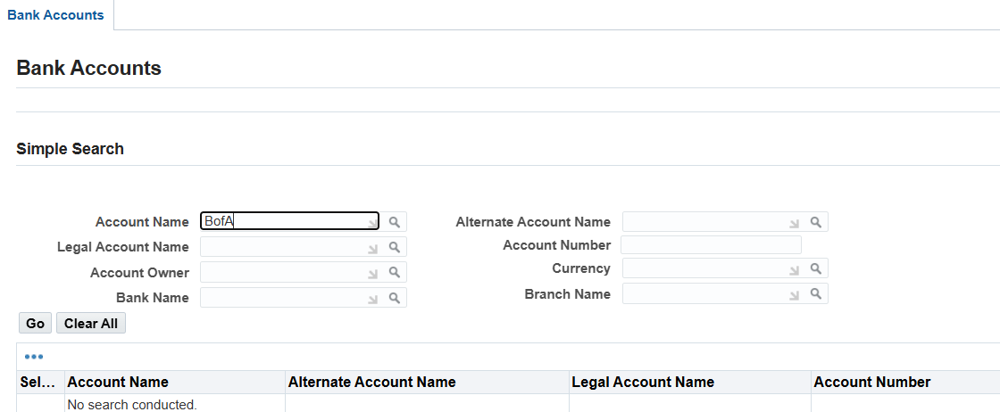 Bank Accounts
Bank Accounts
Simple Search
Account Name BofA Alternate Account Name
Legal Account Name Account Number
Account Owner Currency
Bank Name Branch Name
Go Clear All
Sel... Account Name Alternate Account Name Legal Account Name Account Number
No search conducted.